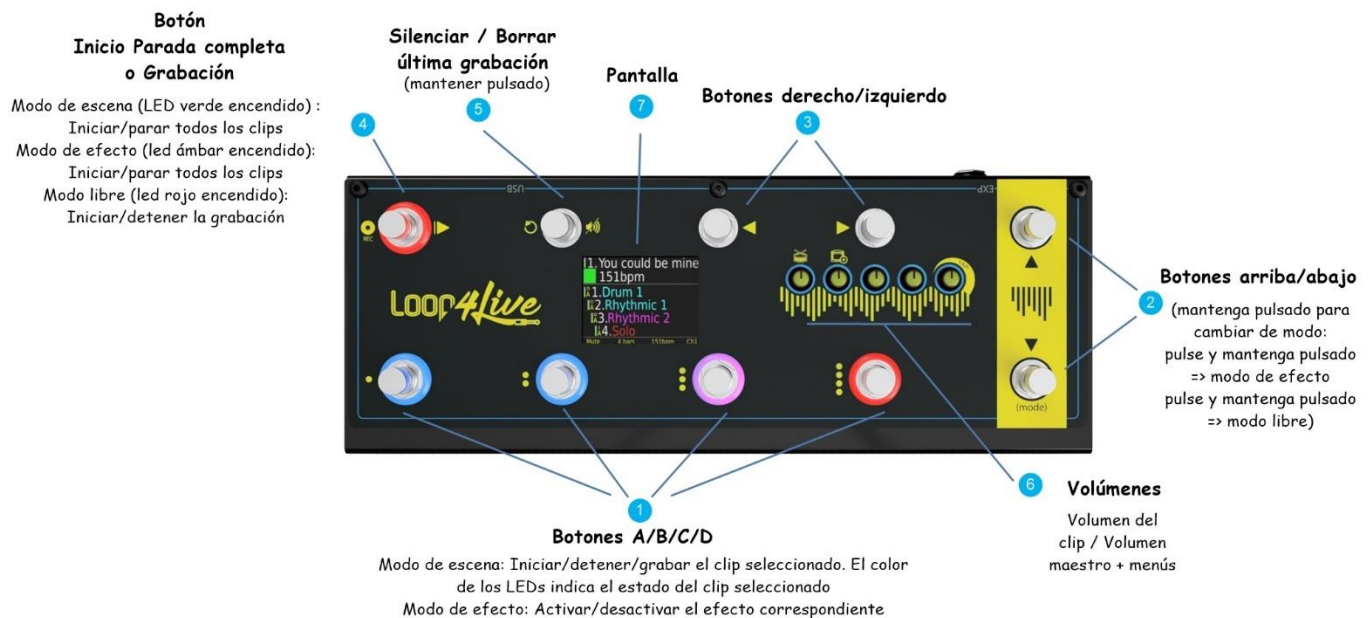 Botón
Inicio Parada completa
o Grabación
Modo de escena (LED verde encendido) :
Iniciar/parar todos los clips
Modo de efecto (led ámbar encendido):
Iniciar/parar todos los clips
Modo libre (led rojo encendido):
Iniciar/detener la grabación
4
Silenciar / Borrar
última grabación
(mantener pulsado)
5
Pantalla
7
Botones derecho/izquierdo
3
USB
EXP
REC
1.You could be mine
151bpm
1.Drum 1
2.Rhythmic 1
3.Rhythmic 2
4.Solo
Mute 4 bars 151bpm Ch1
LOOP4Live
(mode)
Botones arriba/abajo
2
(mantenga pulsado para
cambiar de modo:
pulse y mantenga pulsado
=> modo de efecto
pulse y mantenga pulsado
=> modo libre)
6
Volúmenes
Volumen del
clip / Volumen
maestro + menús
1
Botones A/B/C/D
Modo de escena: Iniciar/detener/grabar el clip seleccionado. El color
de los LEDs indica el estado del clip seleccionado
Modo de efecto: Activar/desactivar el efecto correspondiente